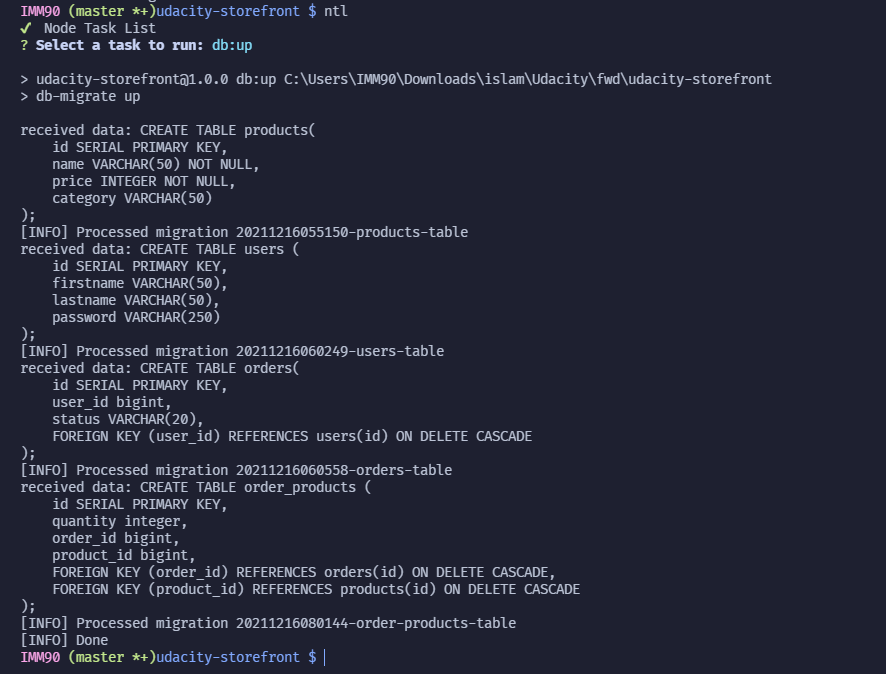 IMM90 (master *+)udacity-storefront $ ntl
✔ Node Task List
? Select a task to run: db:up
> udacity-storefront@1.0.0 db:up C:\Users\IMM90\Downloads\islam\Udacity\fwd\udacity-storefront
> db-migrate up
received data: CREATE TABLE products(
    id SERIAL PRIMARY KEY,
    name VARCHAR(50) NOT NULL,
    price INTEGER NOT NULL,
    category VARCHAR(50)
);
[INFO] Processed migration 20211216055150-products-table
received data: CREATE TABLE users (
    id SERIAL PRIMARY KEY,
    firstname VARCHAR(50),
    lastname VARCHAR(50),
    password VARCHAR(250)
);
[INFO] Processed migration 20211216060249-users-table
received data: CREATE TABLE orders(
    id SERIAL PRIMARY KEY,
    user_id bigint,
    status VARCHAR(20),
    FOREIGN KEY (user_id) REFERENCES users(id) ON DELETE CASCADE
);
[INFO] Processed migration 20211216060558-orders-table
received data: CREATE TABLE order_products (
    id SERIAL PRIMARY KEY,
    quantity integer,
    order_id bigint,
    product_id bigint,
    FOREIGN KEY (order_id) REFERENCES orders(id) ON DELETE CASCADE,
    FOREIGN KEY (product_id) REFERENCES products(id) ON DELETE CASCADE
);
[INFO] Processed migration 20211216080144-order-products-table
[INFO] Done
IMM90 (master *+)udacity-storefront $